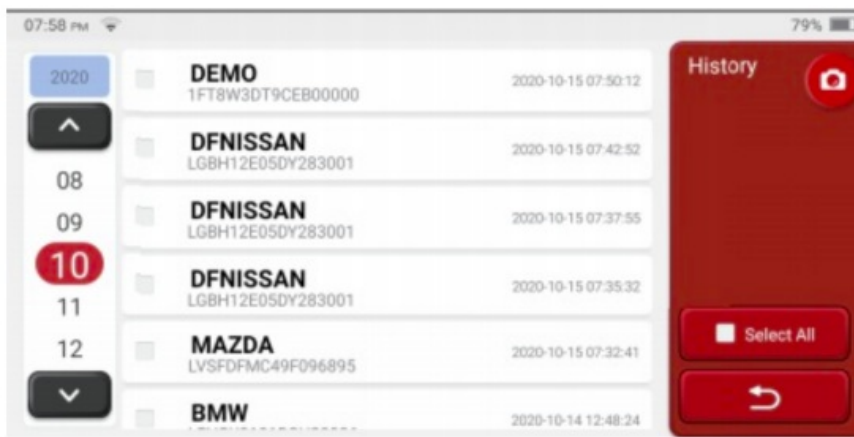 07:58 PM
79%
2020
08
09
10
11
12
DEMO
1FT8W3DT9CEB00000
2020-10-15 07:50:12
DFNISSAN
LGBH12E05DY283001
2020-10-15 07:42:52
DFNISSAN
LGBH12E05DY283001
2020-10-15 07:37:55
DFNISSAN
LGBH12E05DY283001
2020-10-15 07:35:32
MAZDA
LVSFDFMC49F096895
2020-10-15 07:32:41
BMW
2020-10-14 12:48:24
History
Select All